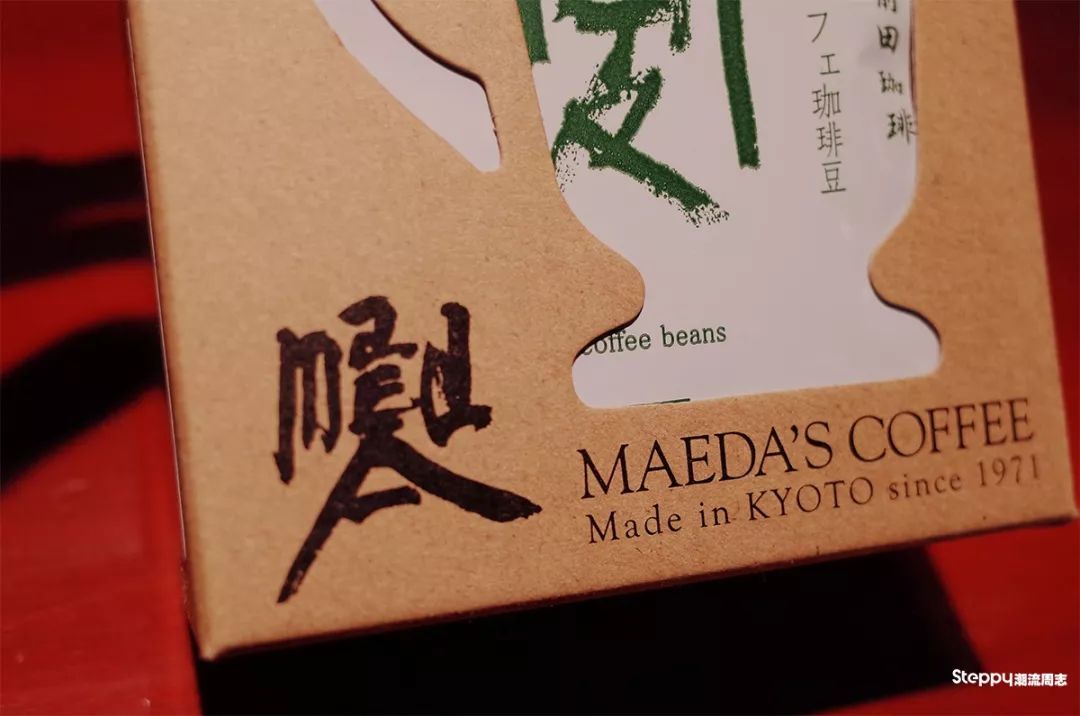 フェ珈琲豆
田珈琲
coffee beans
MAEDA'S COFFEE
Made in KYOTO since 1971
Steppy潮流周志